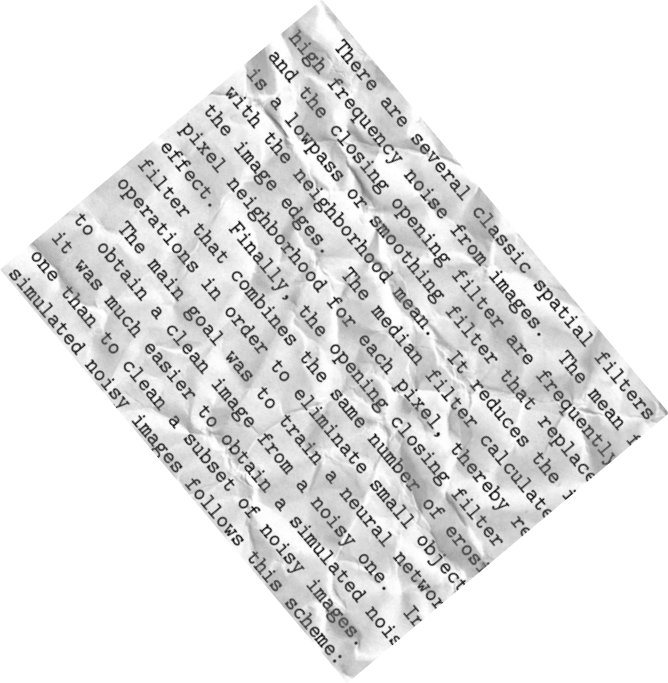 There are several classic spatial filters
high frequency noise from images. The mean
and the closing opening filter are frequently
is a lowpass or smoothing filter that replace
with the neighborhood mean. It reduces the
the image edges. The median filter calculate
pixel neighborhood for each pixel, thereby re
effect. Finally, the opening closing filter
filter that combines the same number of eros
operations in order to eliminate small object
The main goal was to train a neural networ
to obtain a clean image from a noisy one. In
it was much easier to obtain a simulated nois
one than to clean a subset of noisy images.
simulated noisy images follows this scheme: